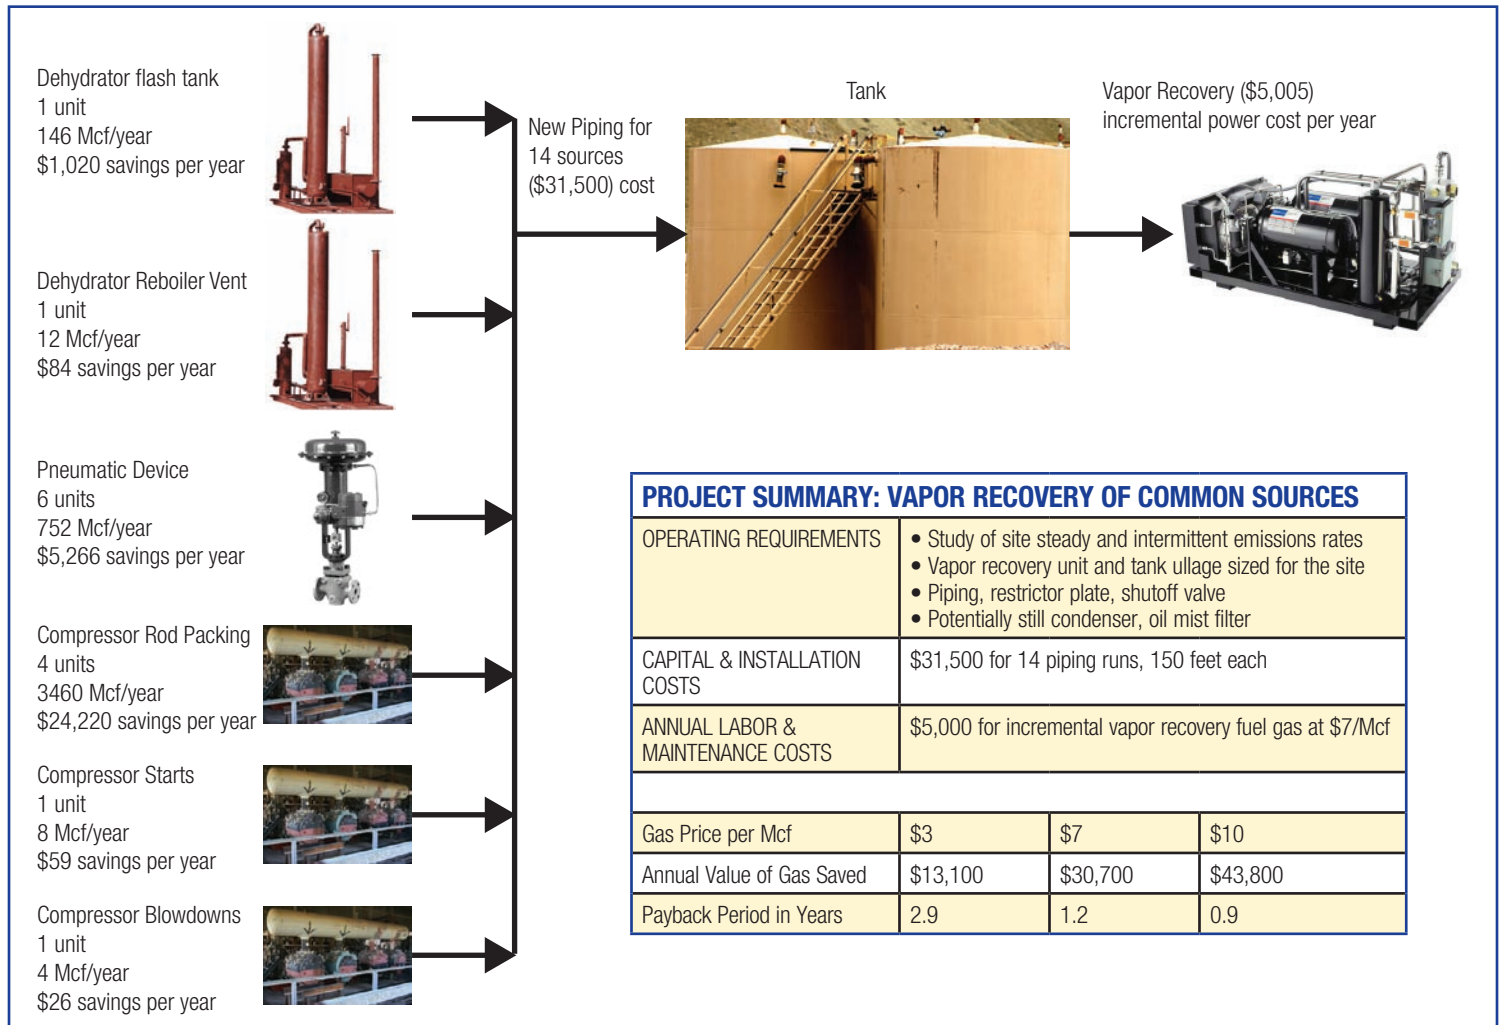 Dehydrator flash tank
1 unit
146 Mcf/year
$1,020 savings per year
New Piping for
14 sources
($31,500) cost
Tank
Vapor Recovery ($5,005)
incremental power cost per year
Dehydrator Reboiler Vent
1 unit
12 Mcf/year
$84 savings per year
Pneumatic Device
6 units
752 Mcf/year
$5,266 savings per year
Compressor Rod Packing
4 units
3460 Mcf/year
$24,220 savings per year
Compressor Starts
1 unit
8 Mcf/year
$59 savings per year
Compressor Blowdowns
1 unit
4 Mcf/year
$26 savings per year
PROJECT SUMMARY: VAPOR RECOVERY OF COMMON SOURCES
OPERATING REQUIREMENTS
• Study of site steady and intermittent emissions rates
• Vapor recovery unit and tank ullage sized for the site
• Piping, restrictor plate, shutoff valve
• Potentially still condenser, oil mist filter
CAPITAL & INSTALLATION
COSTS
$31,500 for 14 piping runs, 150 feet each
ANNUAL LABOR &
MAINTENANCE COSTS
$5,000 for incremental vapor recovery fuel gas at $7/Mcf
Gas Price per Mcf $3 $7 $10
Annual Value of Gas Saved $13,100 $30,700 $43,800
Payback Period in Years 2.9 1.2 0.9